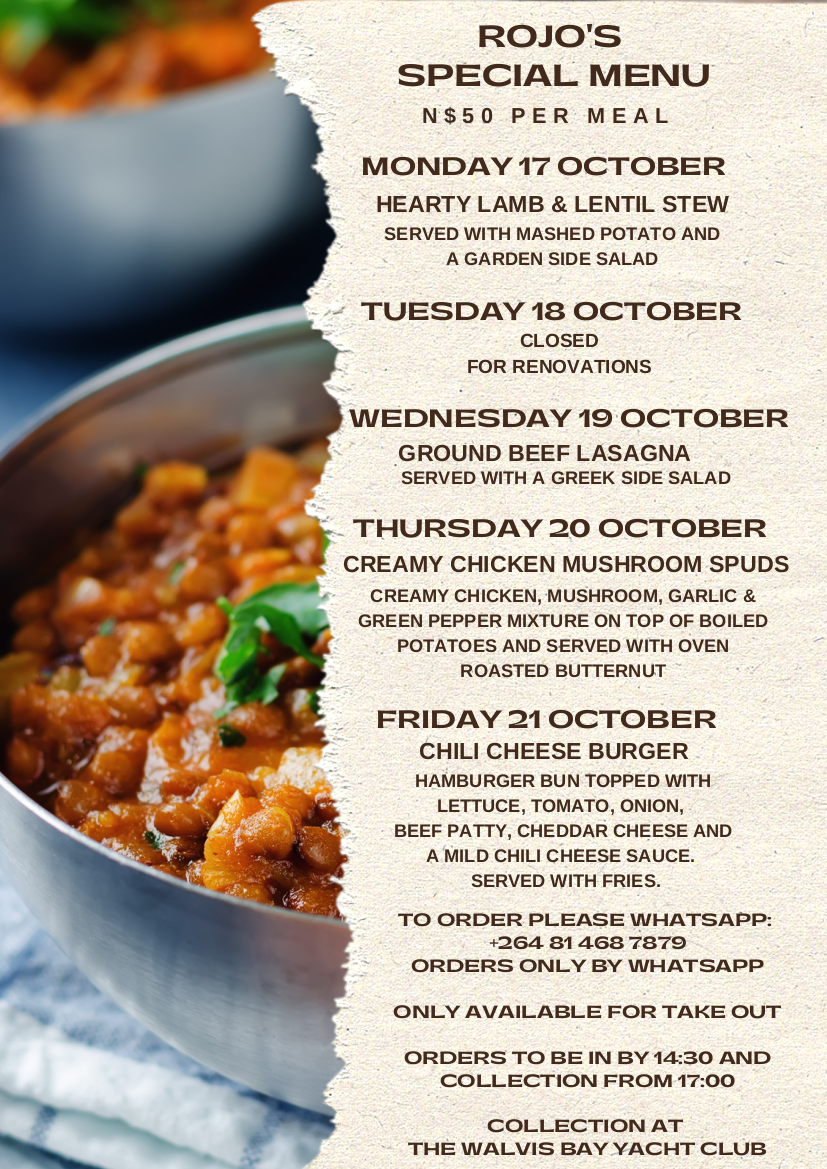 ROJO'S
SPECIAL MENU
N$50 PER MEAL
MONDAY 17 OCTOBER
HEARTY LAMB & LENTIL STEW
SERVED WITH MASHED POTATO AND
A GARDEN SIDE SALAD
TUESDAY 18 OCTOBER
CLOSED
FOR RENOVATIONS
WEDNESDAY 19 OCTOBER
GROUND BEEF LASAGNA
SERVED WITH A GREEK SIDE SALAD
THURSDAY 20 OCTOBER
CREAMY CHICKEN MUSHROOM SPUDS
CREAMY CHICKEN, MUSHROOM, GARLIC &
GREEN PEPPER MIXTURE ON TOP OF BOILED
POTATOES AND SERVED WITH OVEN
ROASTED BUTTERNUT
FRIDAY 21 OCTOBER
CHILI CHEESE BURGER
HAMBURGER BUN TOPPED WITH
LETTUCE, TOMATO, ONION,
BEEF PATTY, CHEDDAR CHEESE AND
A MILD CHILI CHEESE SAUCE.
SERVED WITH FRIES.
TO ORDER PLEASE WHATSAPP:
+264 81 468 7879
ORDERS ONLY BY WHATSAPP
ONLY AVAILABLE FOR TAKE OUT
ORDERS TO BE IN BY 14:30 AND
COLLECTION FROM 17:00
COLLECTION AT
THE WALVIS BAY YACHT CLUB